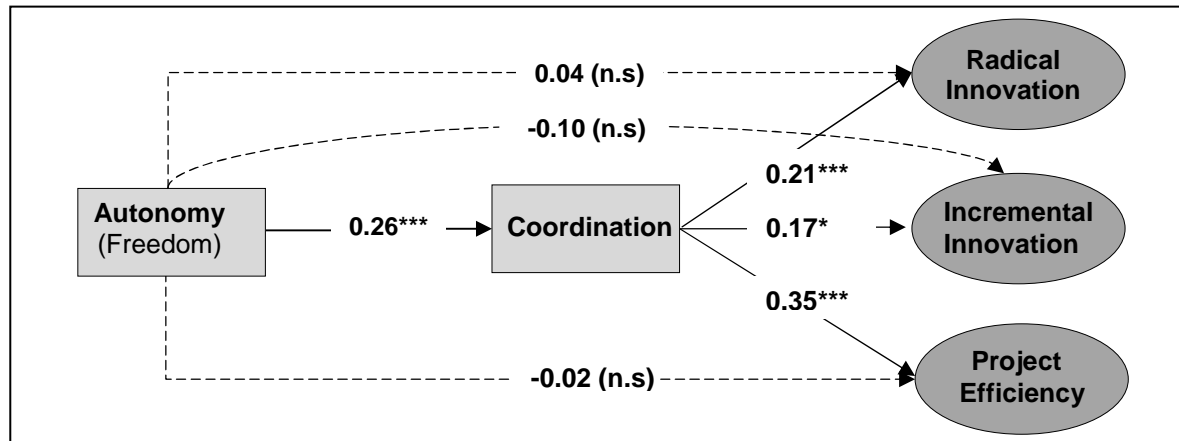 Radical
Innovation
0.04 (n.s)
-0.10 (n.s)
0.21***
Autonomy
(Freedom)
0.26***
Coordination
0.17*
Incremental
Innovation
0.35***
Project
Efficiency
-0.02 (n.s)